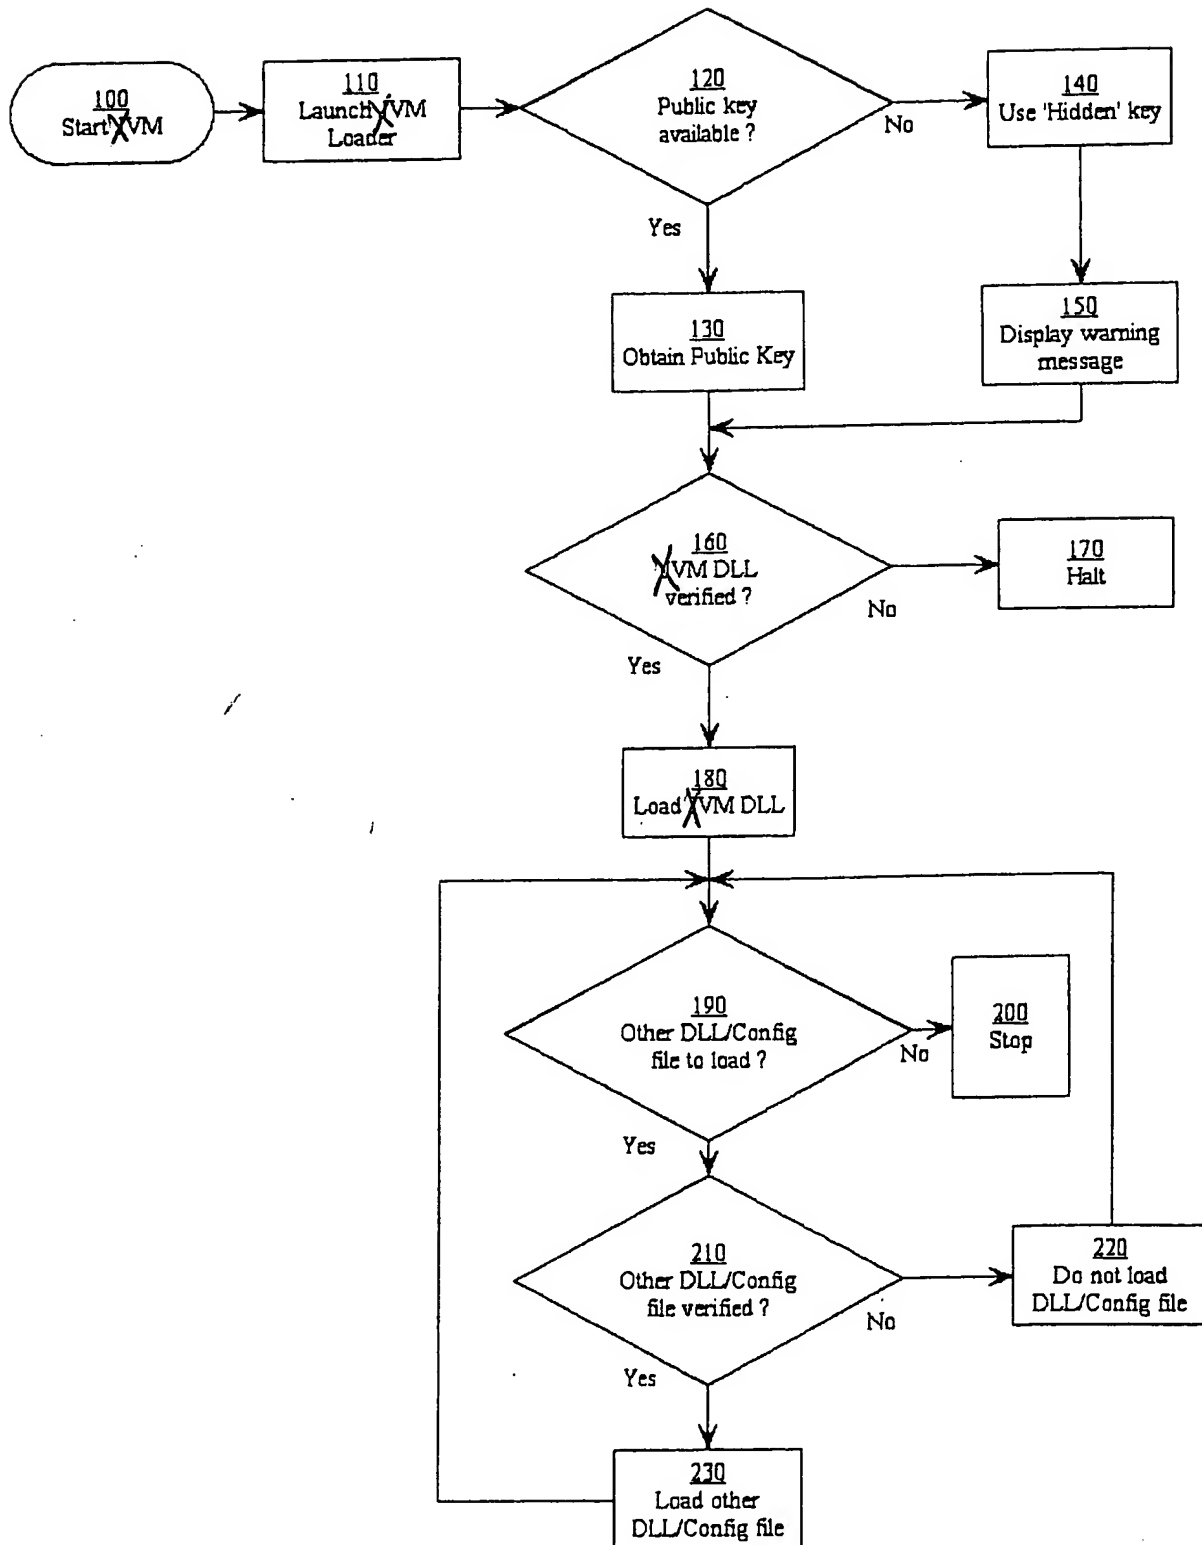 100
Start XVM
110
Launch XVM
Loader
120
Public key
available ?
No
140
Use 'Hidden' key
Yes
130
Obtain Public Key
150
Display warning
message
160
XVM DLL
verified ?
No
170
Halt
Yes
180
Load XVM DLL
190
Other DLL/Config
file to load ?
No
200
Stop
Yes
210
Other DLL/Config
file verified ?
No
220
Do not load
DLL/Config file
Yes
230
Load other
DLL/Config file